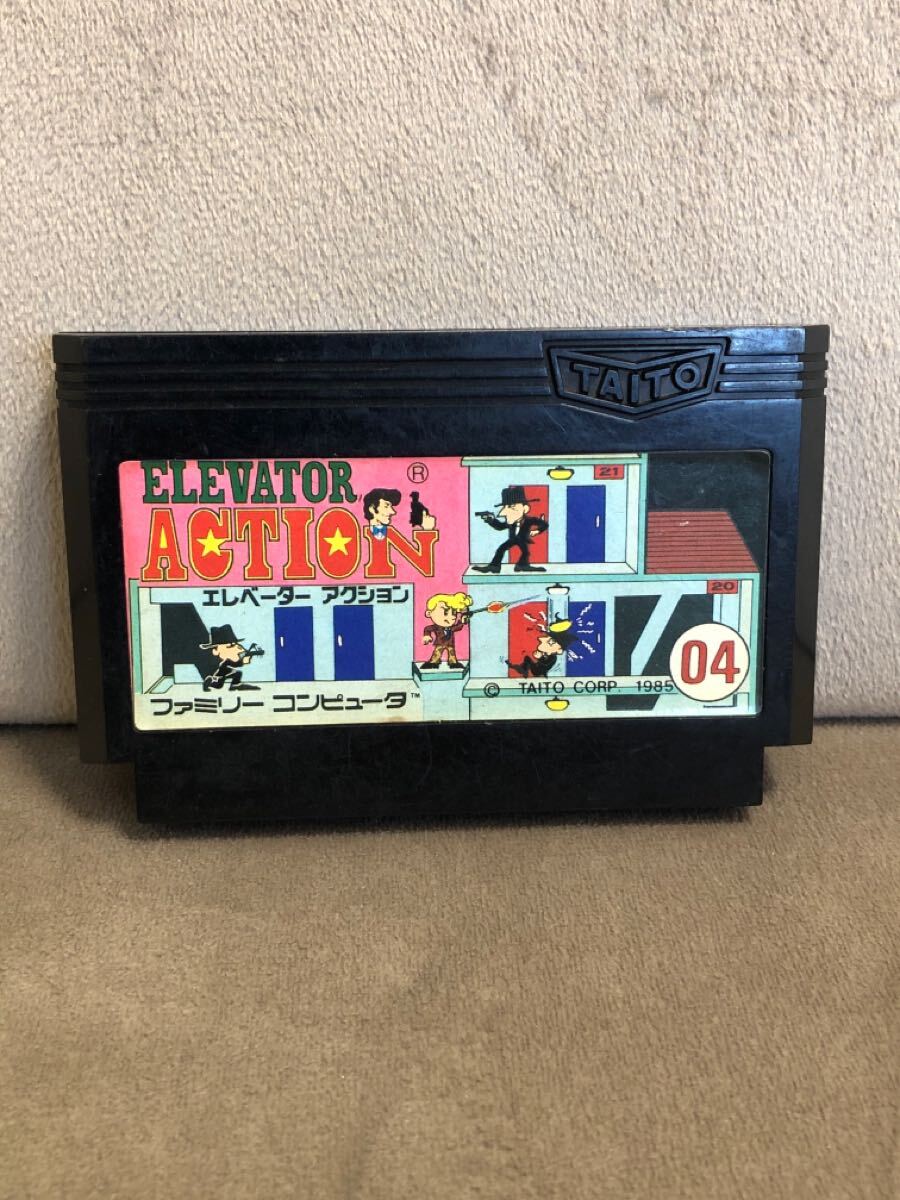 TAITO
ELEVATOR ®
ACTION
エレベーター アクション
21
20
04
© TAITO CORP. 1985
ファミリー コンピュータ™